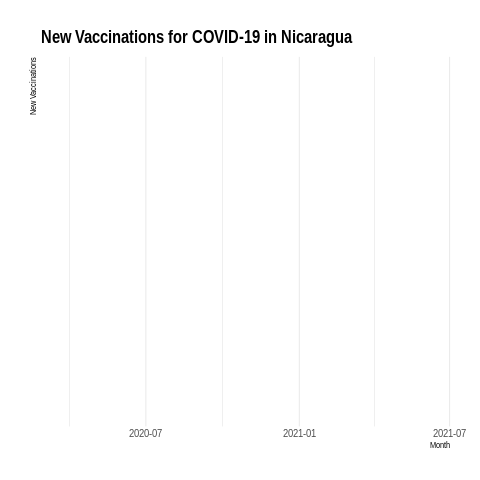 New Vaccinations for COVID-19 in Nicaragua
New Vaccinations
2020-07 2021-01 2021-07
Month